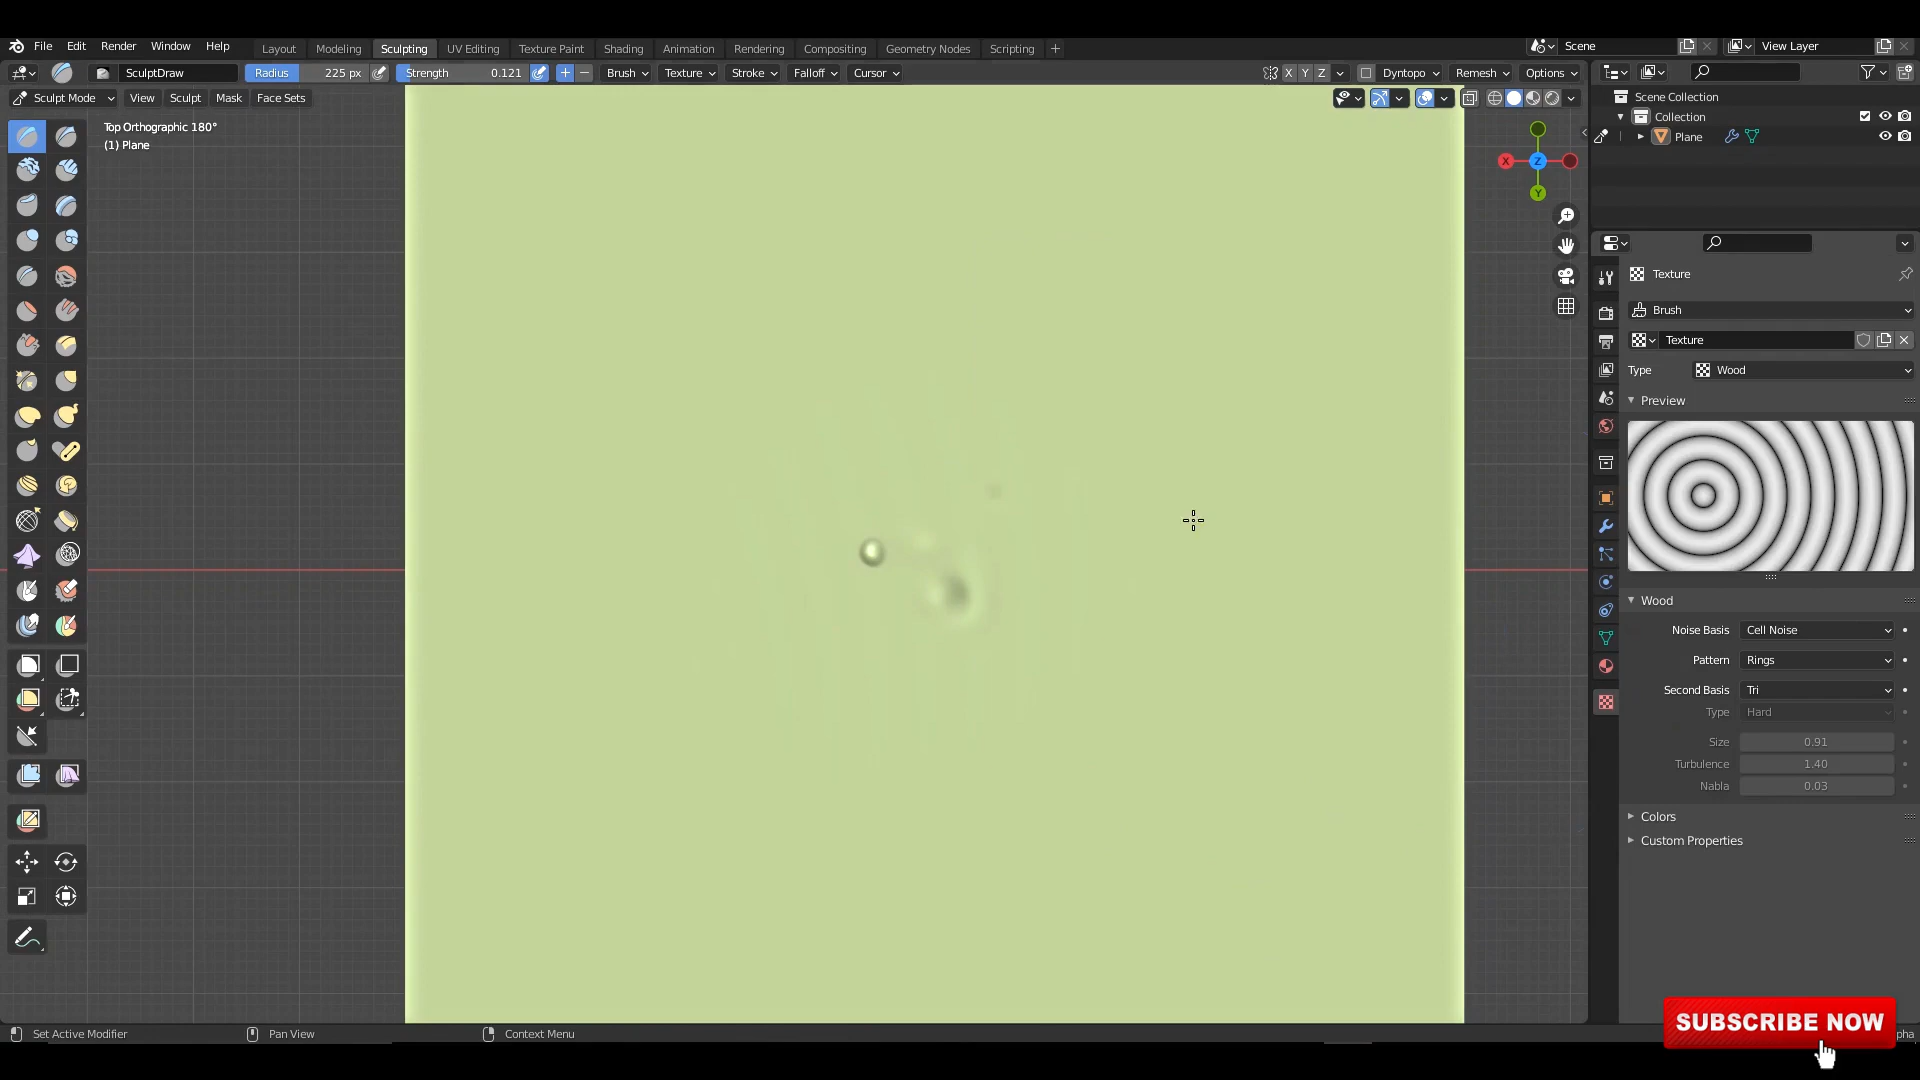 File Edit Render Window Help Layout Modeling Sculpting UV Editing Texture Paint Shading Animation Rendering Compositing Geometry Nodes Scripting + Scene View Layer
SculptDraw Radius 225 px Strength 0.121 + − Brush Texture Stroke Falloff Cursor X Y Z Dyntopo Remesh Options
Sculpt Mode View Sculpt Mask Face Sets
Scene Collection
Collection
Plane
Top Orthographic 180°
(1) Plane
X Z
Y
Texture
Brush
Texture
Type Wood
Preview
Wood
Noise Basis Cell Noise
Pattern Rings
Second Basis Tri
Type Hard
Size 0.91
Turbulence 1.40
Nabla 0.03
Colors
Custom Properties
SUBSCRIBE NOW
Set Active Modifier Pan View Context Menu pha